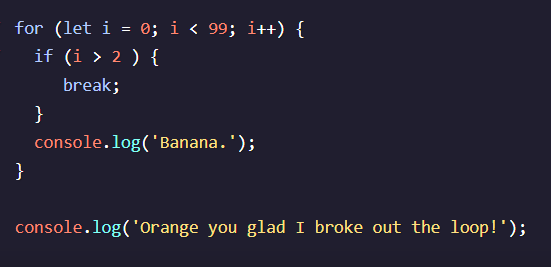 for (let i = 0; i < 99; i++) {
  if (i > 2 ) {
     break;
  }
  console.log('Banana.');
}

console.log('Orange you glad I broke out the loop!');